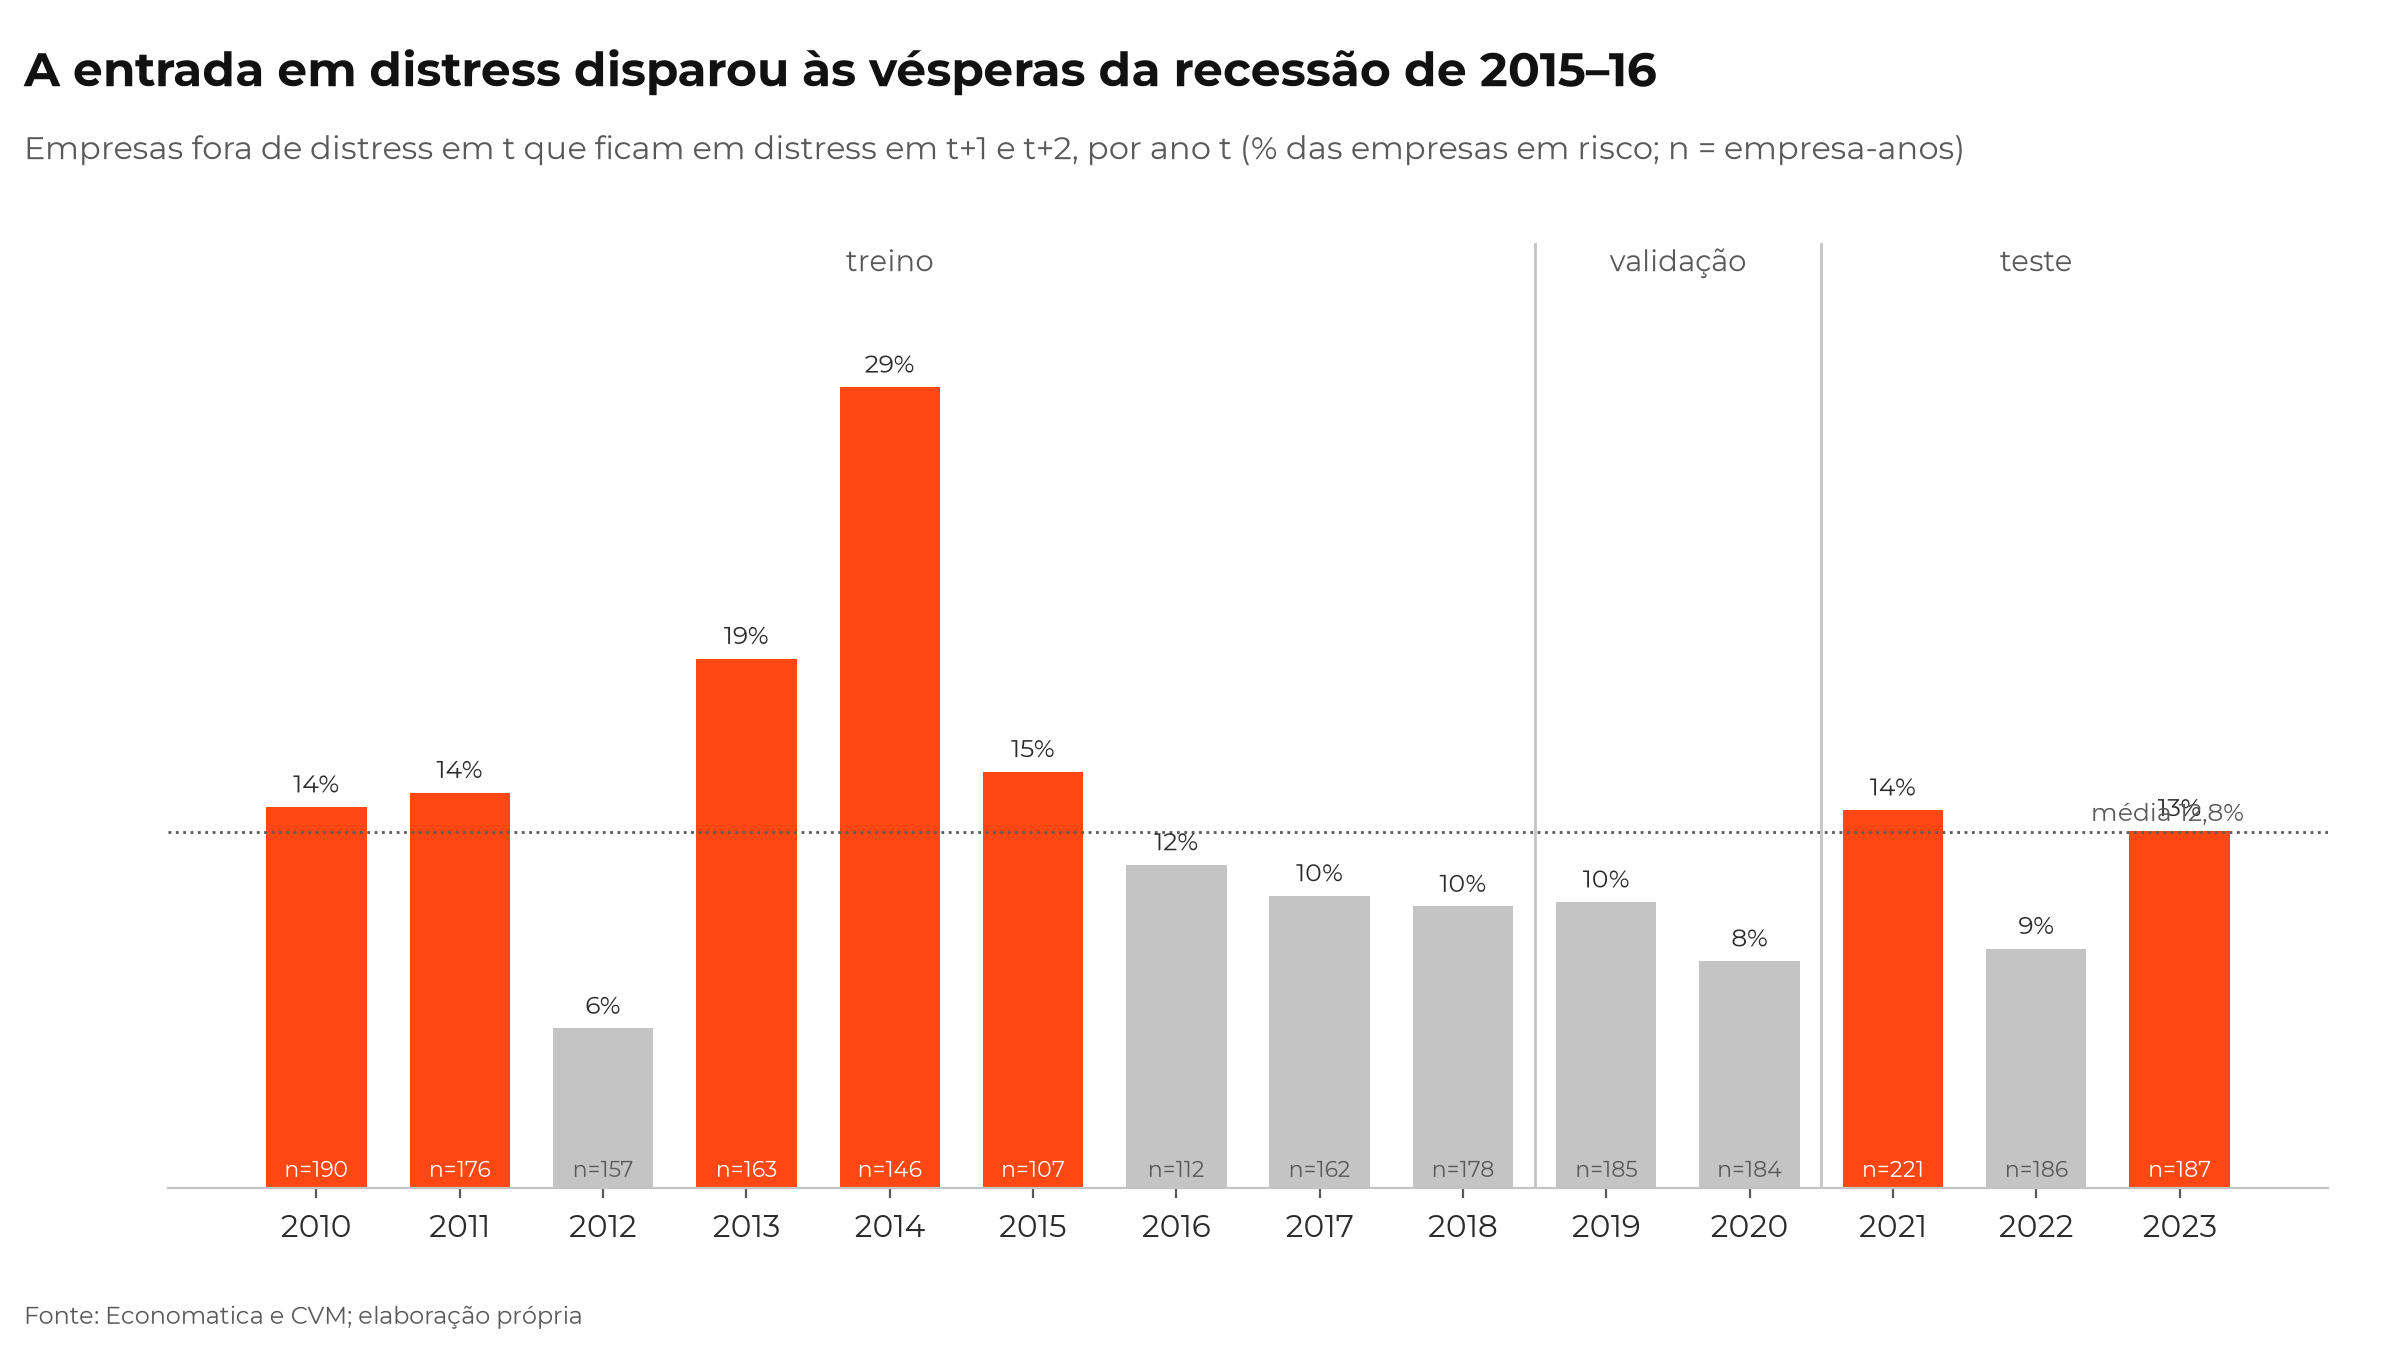 A entrada em distress disparou às vésperas da recessão de 2015–16
Empresas fora de distress em t que ficam em distress em t+1 e t+2, por ano t (% das empresas em risco; n = empresa-anos)
treino validação teste
29%
19%
15%
14% 14% 14%
13%
média 12,8%
12%
10% 10% 10%
9%
8%
6%
n=190 n=176 n=157 n=163 n=146 n=107 n=112 n=162 n=178 n=185 n=184 n=221 n=186 n=187
2010 2011 2012 2013 2014 2015 2016 2017 2018 2019 2020 2021 2022 2023
Fonte: Economatica e CVM; elaboração própria